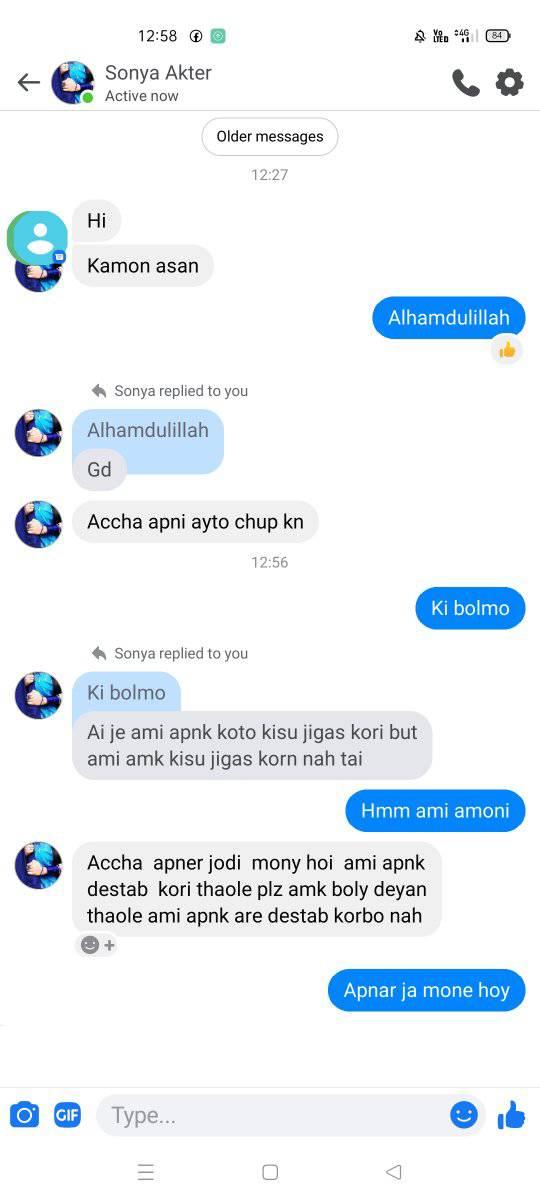 12:58
Vo LTED 4G 84
Sonya Akter
Active now
Older messages
12:27
Hi
Kamon asan
Alhamdulillah
Sonya replied to you
Alhamdulillah
Gd
Accha apni ayto chup kn
12:56
Ki bolmo
Sonya replied to you
Ki bolmo
Ai je ami apnk koto kisu jigas kori but
ami amk kisu jigas korn nah tai
Hmm ami amoni
Accha apner jodi mony hoi ami apnk
destab kori thaole plz amk boly deyan
thaole ami apnk are destab korbo nah
Apnar ja mone hoy
GIF
Type...